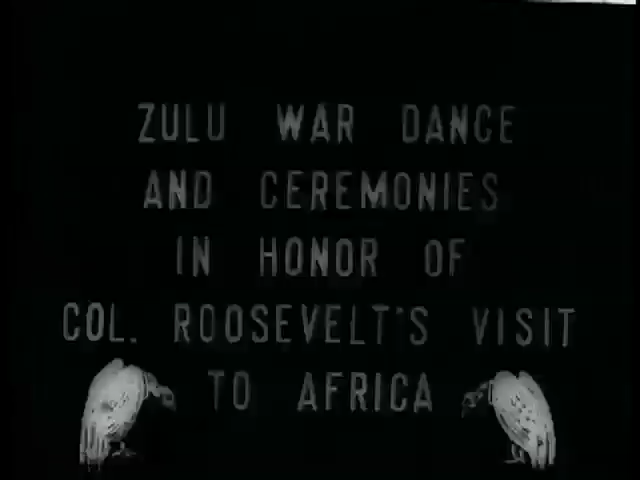 ZULU WAR DANCE
AND CEREMONIES
IN HONOR OF
COL. ROOSEVELT'S VISIT
TO AFRICA